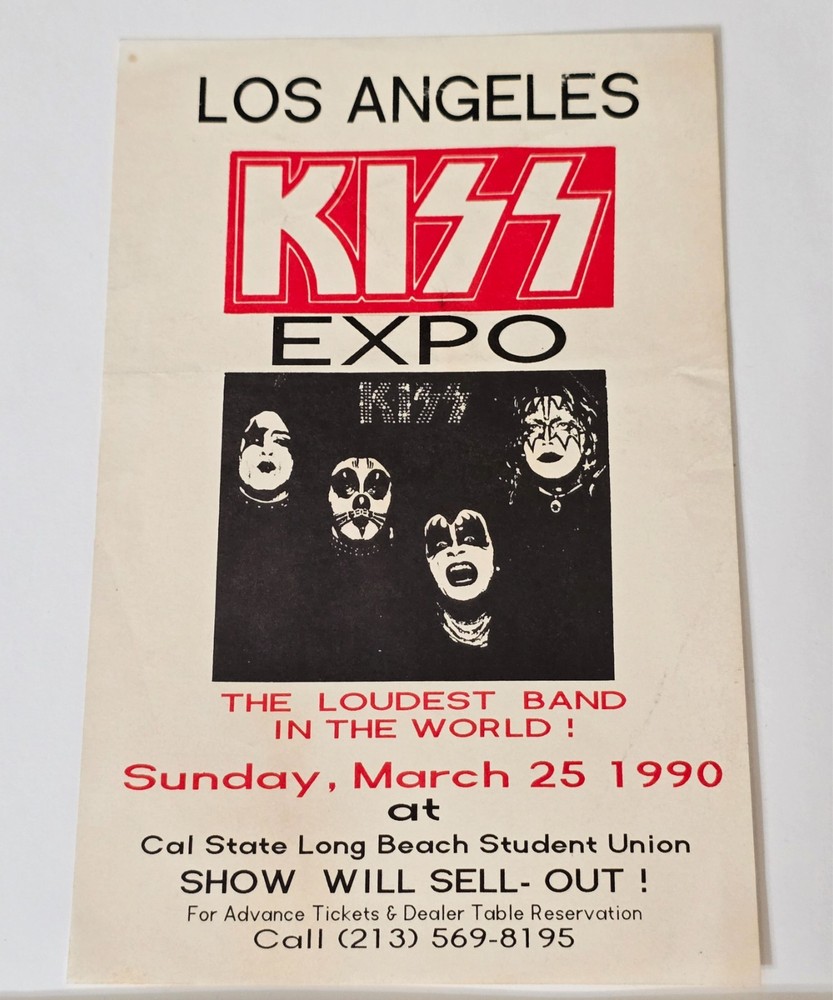 LOS ANGELES
KISS
EXPO
KISS
THE LOUDEST BAND
IN THE WORLD !
Sunday, March 25 1990
at
Cal State Long Beach Student Union
SHOW WILL SELL- OUT !
For Advance Tickets & Dealer Table Reservation
Call (213) 569-8195